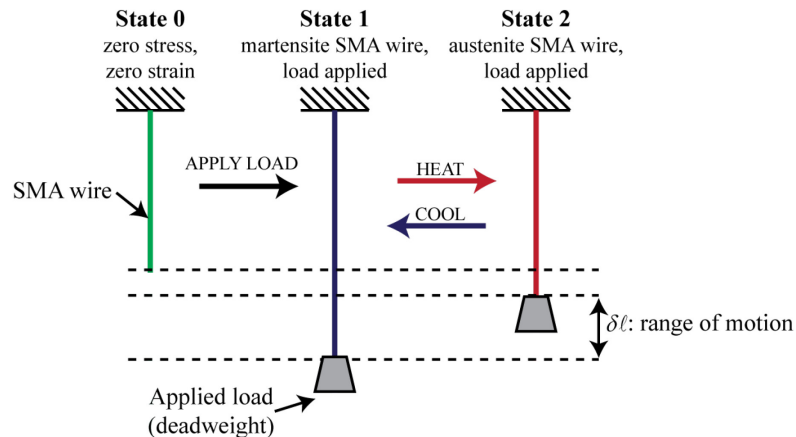 State 0
zero stress,
zero strain
State 1
martensite SMA wire,
load applied
State 2
austenite SMA wire,
load applied
APPLY LOAD
HEAT
SMA wire
COOL
δℓ: range of motion
Applied load
(deadweight)